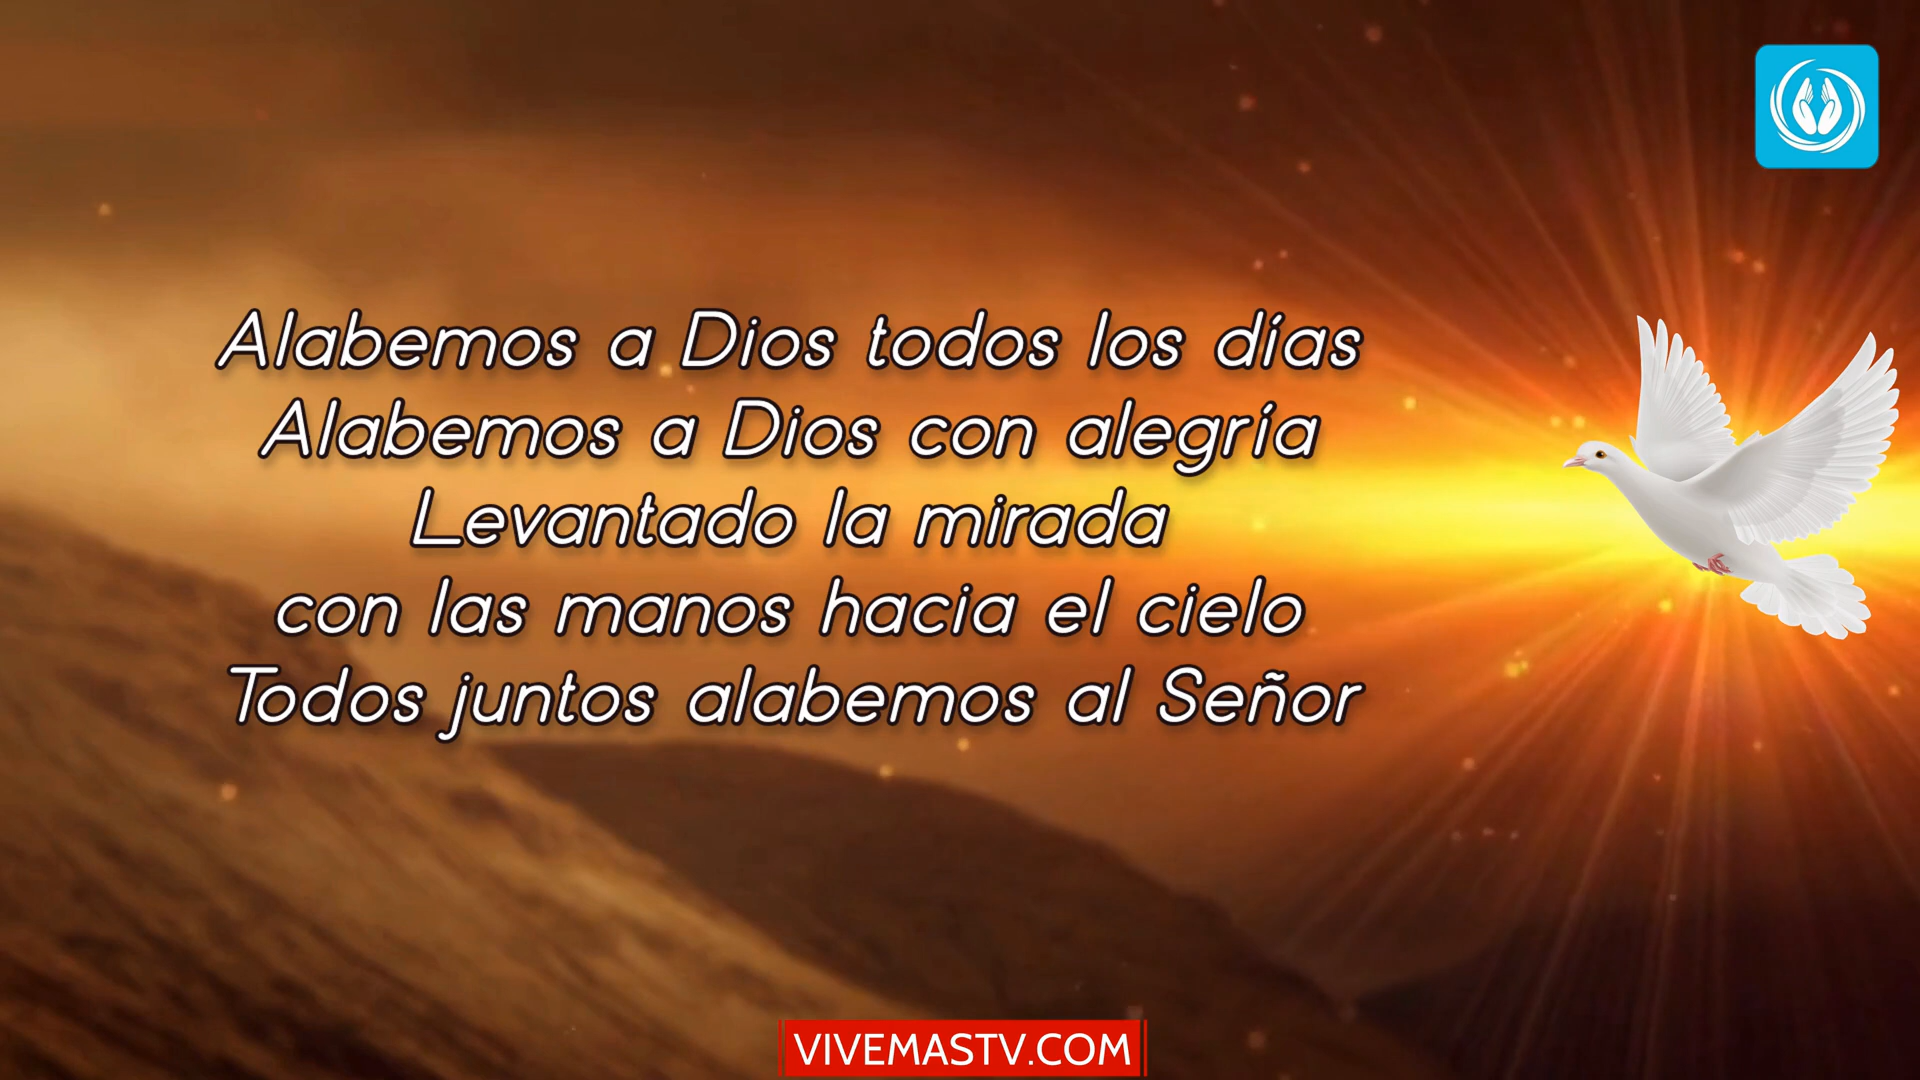 Alabemos a Dios todos los días
Alabemos a Dios con alegría
Levantado la mirada
con las manos hacia el cielo
Todos juntos alabemos al Señor
VIVEMASTV.COM